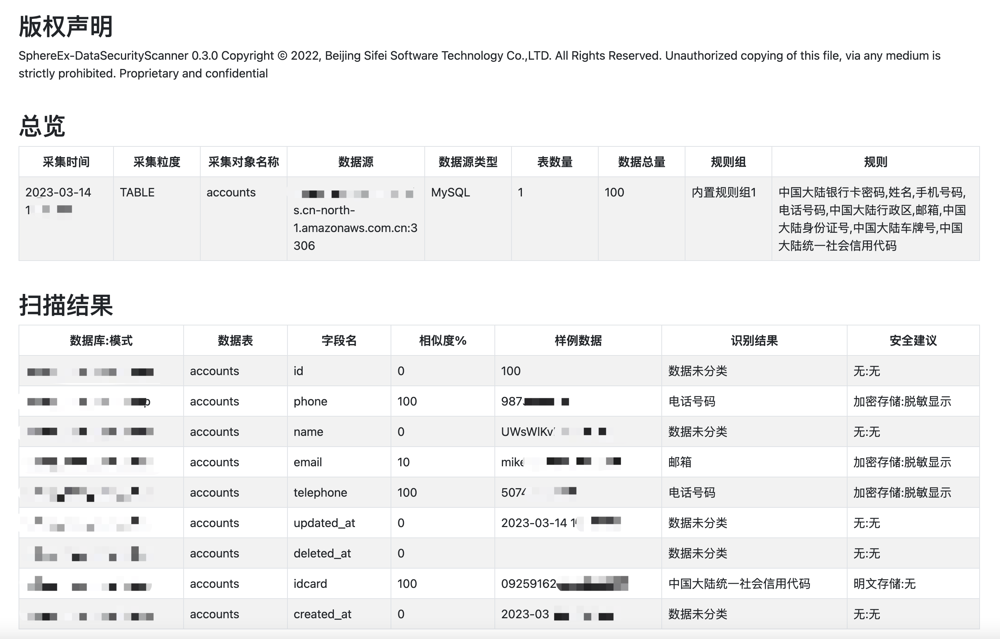 版权声明
SphereEx-DataSecurityScanner 0.3.0 Copyright © 2022, Beijing Sifei Software Technology Co.,LTD. All Rights Reserved. Unauthorized copying of this file, via any medium is
strictly prohibited. Proprietary and confidential
总览
采集时间 采集粒度 采集对象名称 数据源 数据源类型 表数量 数据总量 规则组 规则
2023-03-14 TABLE accounts MySQL 1 100 内置规则组1 中国大陆银行卡密码,姓名,手机号码,
1 s.cn-north- 电话号码,中国大陆行政区,邮箱,中国
1.amazonaws.com.cn:3 大陆身份证号,中国大陆车牌号,中国
306 大陆统一社会信用代码
扫描结果
数据库:模式 数据表 字段名 相似度% 样例数据 识别结果 安全建议
accounts id 0 100 数据未分类 无:无
accounts phone 100 987 电话号码 加密存储:脱敏显示
accounts name 0 UWsWlKv 数据未分类 无:无
accounts email 10 mike 邮箱 加密存储:脱敏显示
accounts telephone 100 507 电话号码 加密存储:脱敏显示
accounts updated_at 0 2023-03-14 1 数据未分类 无:无
accounts deleted_at 0 数据未分类 无:无
accounts idcard 100 09259162 中国大陆统一社会信用代码 明文存储:无
accounts created_at 0 2023-03 数据未分类 无:无